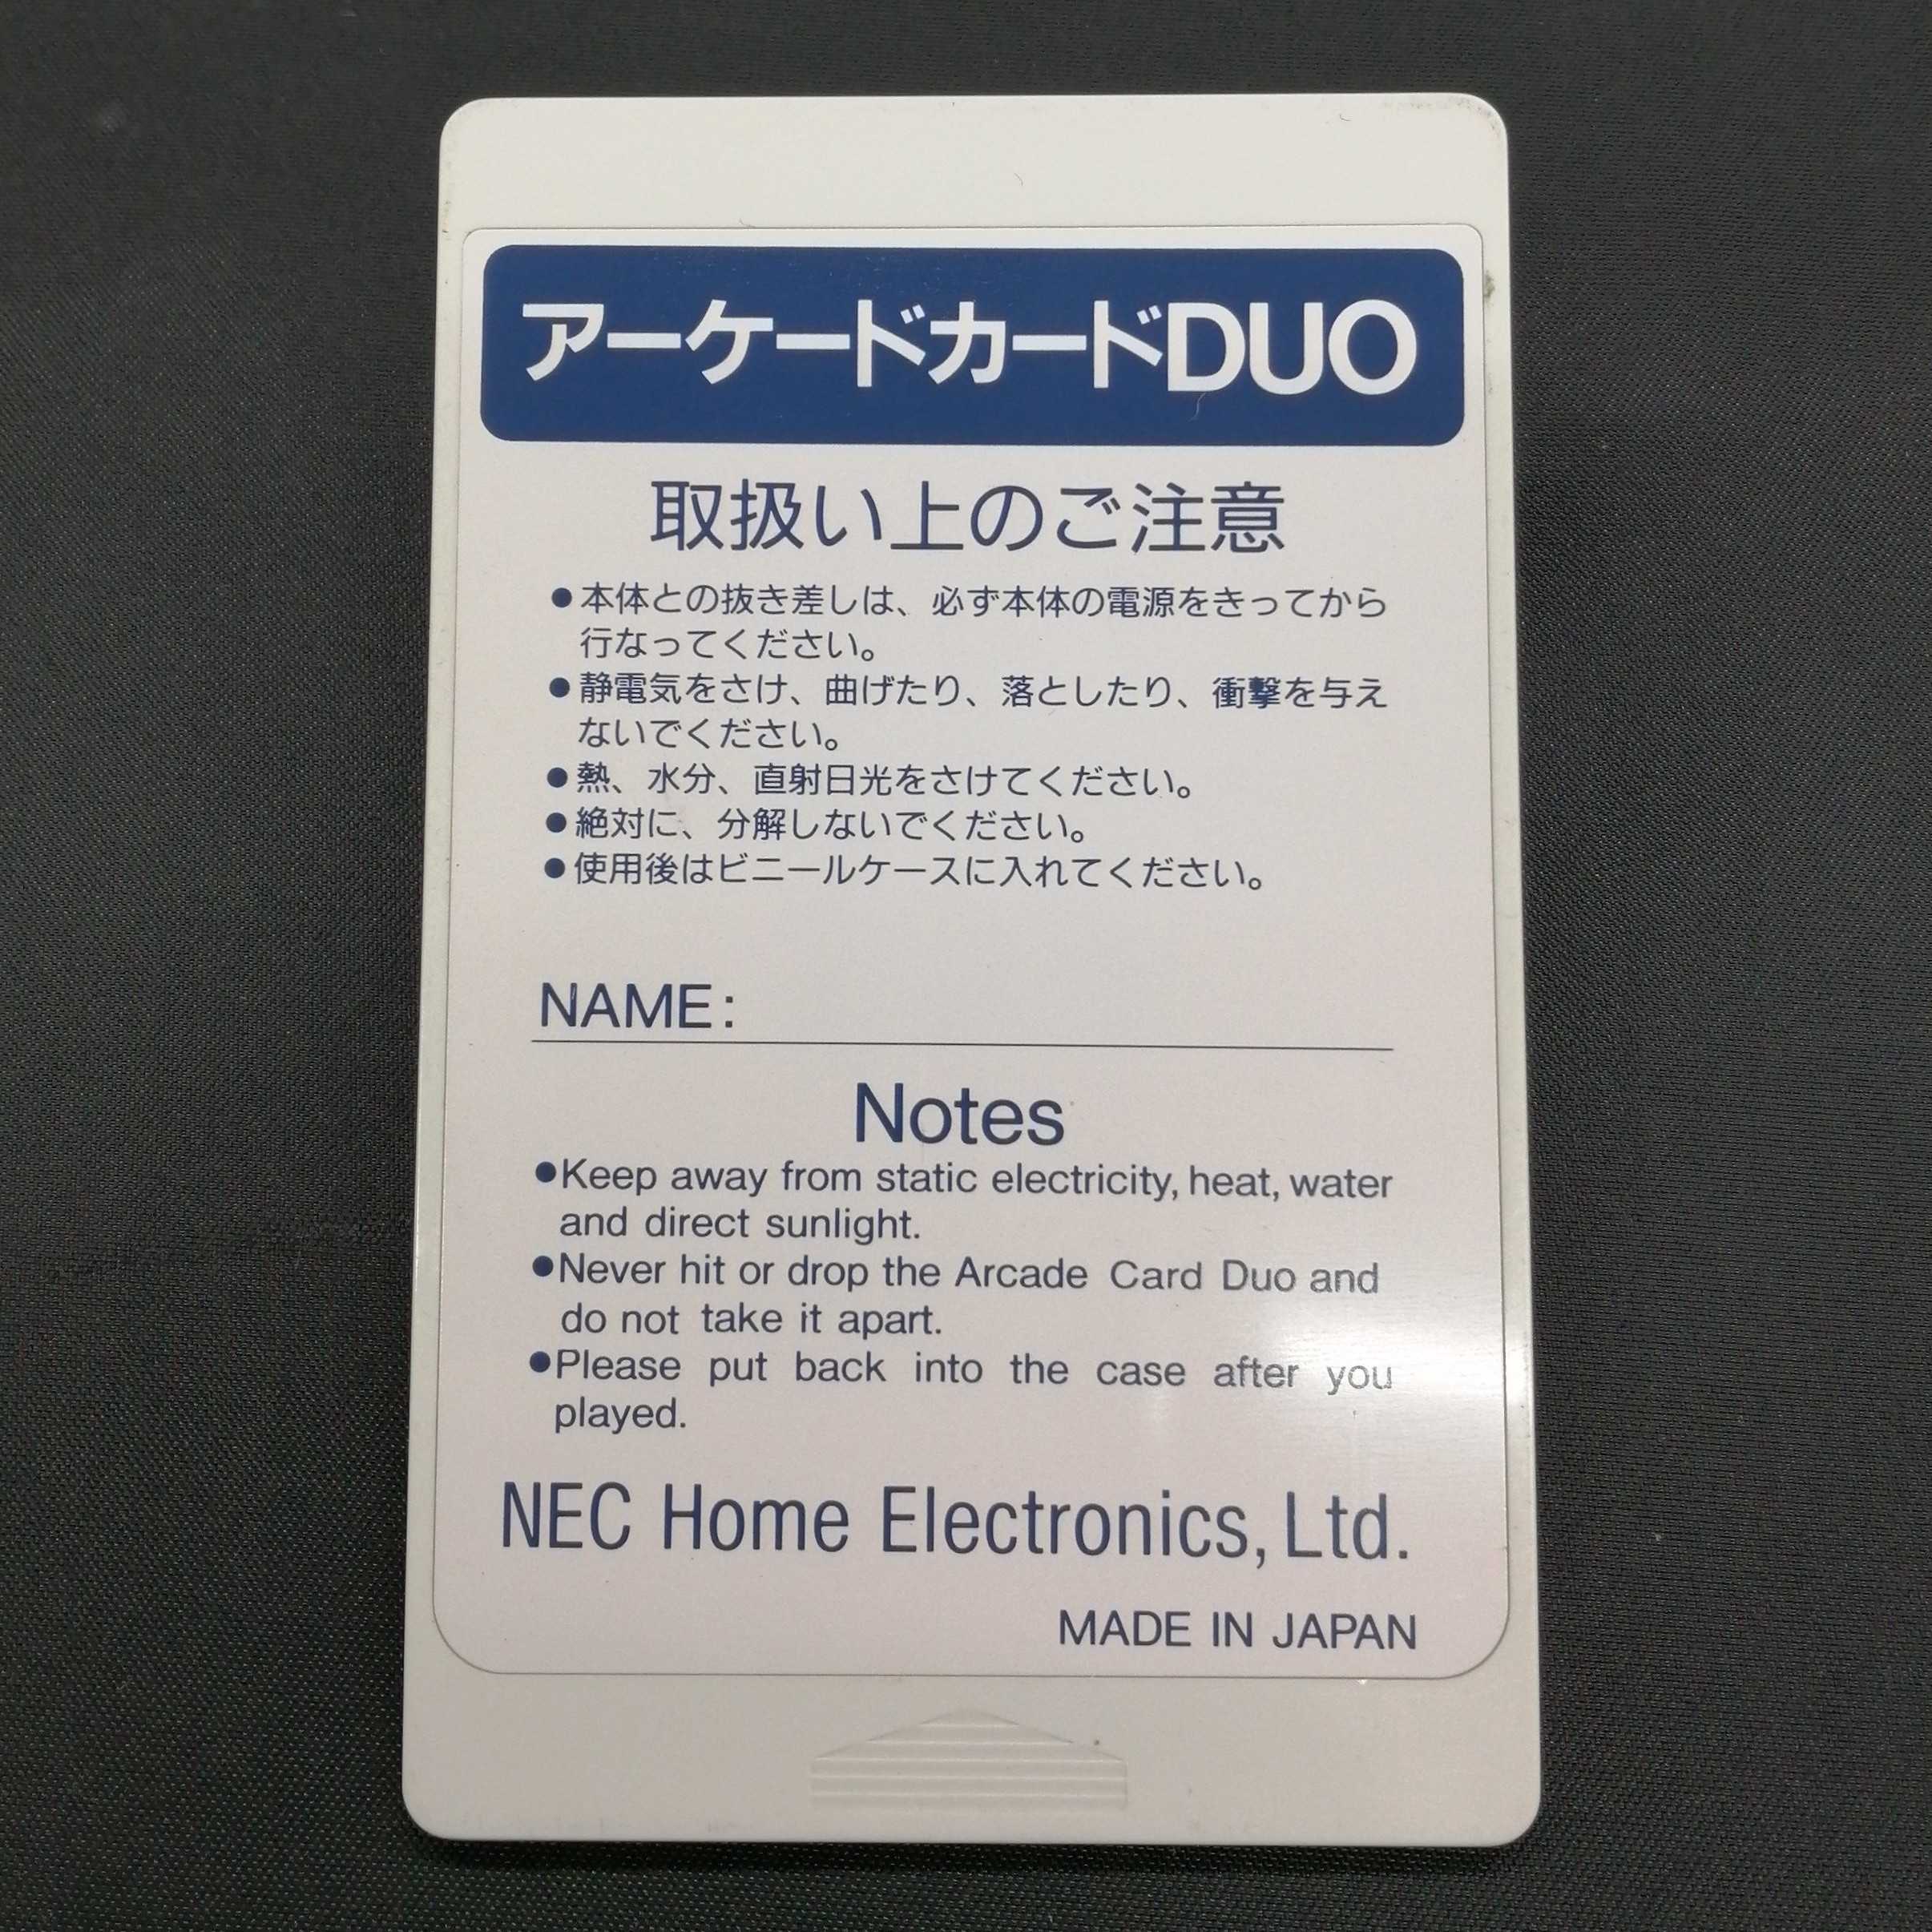 アーケードカードDUO
取扱い上のご注意
●本体との抜き差しは、必ず本体の電源をきってから
行なってください。
●静電気をさけ、曲げたり、落としたり、衝撃を与え
ないでください。
●熱、水分、直射日光をさけてください。
●絶対に、分解しないでください。
●使用後はビニールケースに入れてください。
NAME:
Notes
●Keep away from static electricity, heat, water
and direct sunlight.
●Never hit or drop the Arcade Card Duo and
do not take it apart.
●Please put back into the case after you
played.
NEC Home Electronics, Ltd.
MADE IN JAPAN